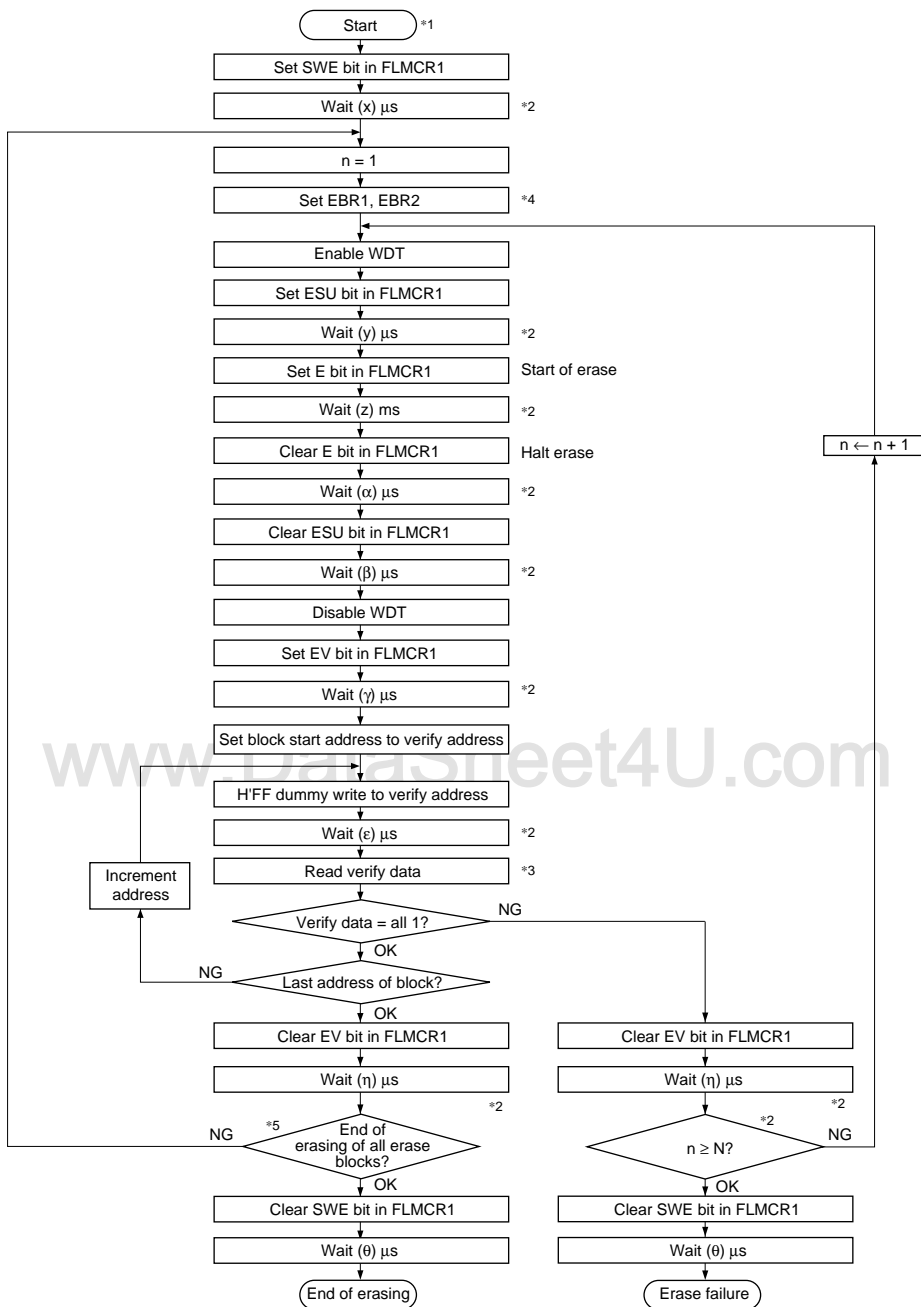 Start *1
Set SWE bit in FLMCR1
Wait (x) μs *2
n = 1
Set EBR1, EBR2 *4
Enable WDT
Set ESU bit in FLMCR1
Wait (y) μs *2
Set E bit in FLMCR1 Start of erase
Wait (z) ms *2
n ← n + 1
Clear E bit in FLMCR1 Halt erase
Wait (α) μs *2
Clear ESU bit in FLMCR1
Wait (β) μs *2
Disable WDT
Set EV bit in FLMCR1
Wait (γ) μs *2
Set block start address to verify address
www.DataSheet4U.com
H'FF dummy write to verify address
Wait (ε) μs *2
Increment
address
Read verify data *3
Verify data = all 1? NG
OK
NG Last address of block?
OK
Clear EV bit in FLMCR1
Wait (η) μs
*2
NG *5 End of
erasing of all erase
blocks?
OK
Clear SWE bit in FLMCR1
Wait (θ) μs
End of erasing
Clear EV bit in FLMCR1
Wait (η) μs
*2
*2
n ≥ N? NG
OK
Clear SWE bit in FLMCR1
Wait (θ) μs
Erase failure